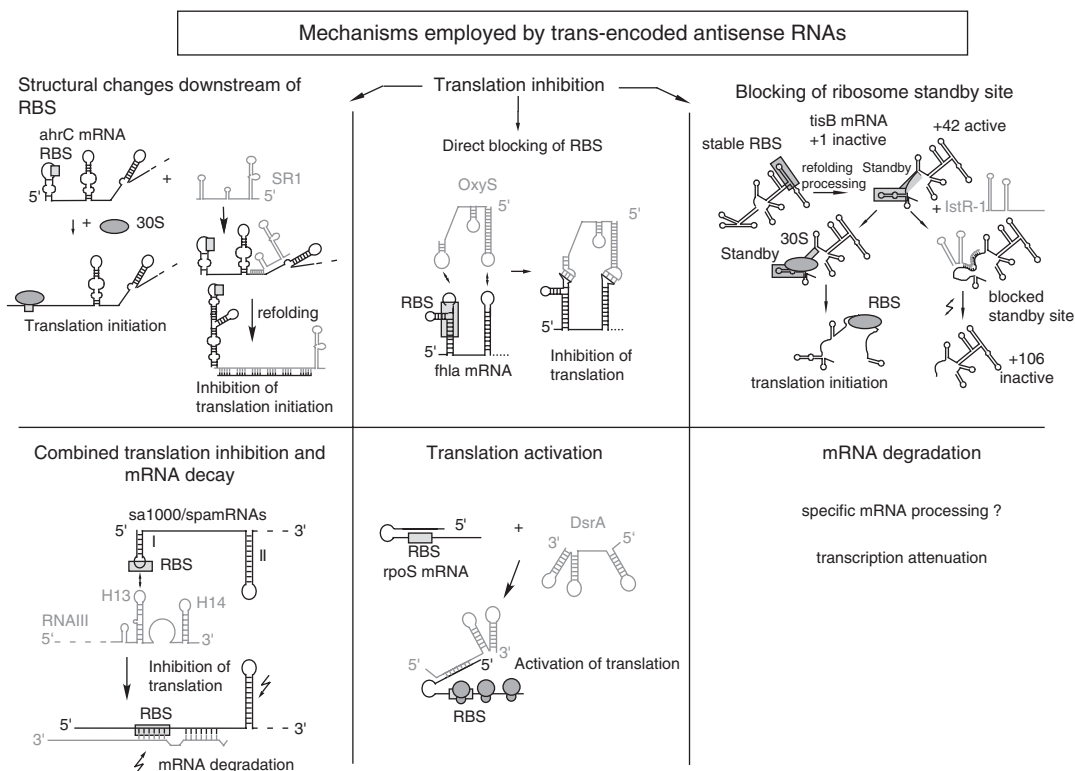 Mechanisms employed by trans-encoded antisense RNAs
Structural changes downstream of
RBS
ahrC mRNA
RBS
5'
+
SR1
5'
+
30S
Translation initiation
refolding
Inhibition of
translation initiation
Translation inhibition
Direct blocking of RBS
OxyS
5'
5'
RBS
5'
5'
fhla mRNA
Inhibition of
translation
Blocking of ribosome standby site
tisB mRNA
+1 inactive
+42 active
stable RBS
refolding
processing
Standby
+ IstR-1
30S
Standby
RBS
blocked
standby site
translation initiation
+106
inactive
Combined translation inhibition and
mRNA decay
sa1000/spamRNAs
5'
3'
I
II
RBS
H13
H14
RNAIII
5'
3'
Inhibition of
translation
RBS
5'
3'
3'
mRNA degradation
Translation activation
5'
+
RBS
rpoS mRNA
DsrA
3'
5'
3'
5'
5'
Activation of translation
RBS
mRNA degradation
specific mRNA processing ?
transcription attenuation